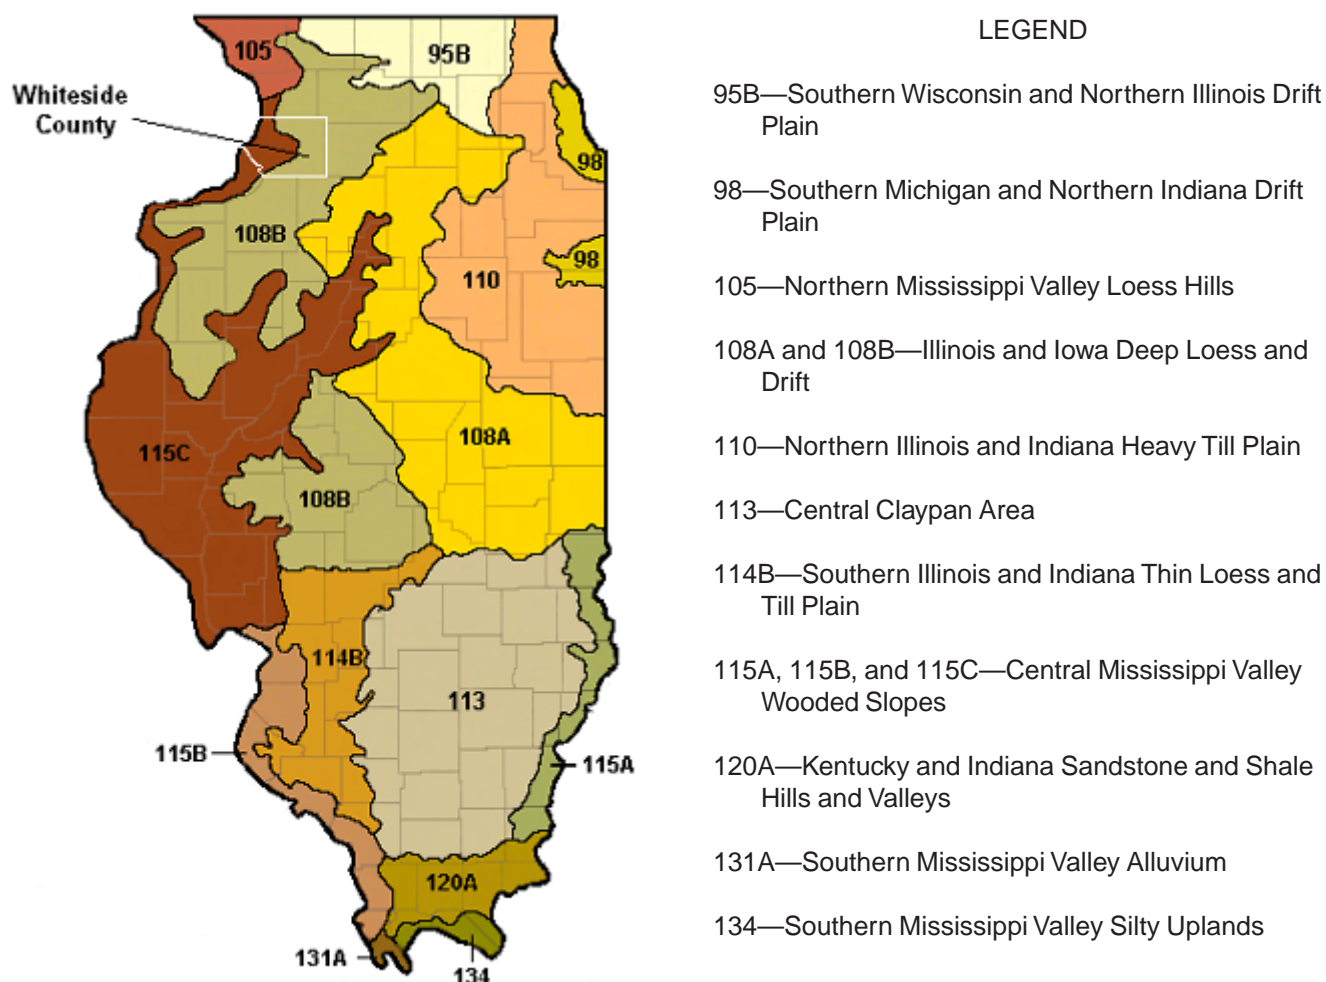 105
95B
Whiteside
County
98
108B
98
110
108A
115C
108B
114B
113
115B
115A
120A
131A
134
LEGEND
95B—Southern Wisconsin and Northern Illinois Drift
Plain
98—Southern Michigan and Northern Indiana Drift
Plain
105—Northern Mississippi Valley Loess Hills
108A and 108B—Illinois and Iowa Deep Loess and
Drift
110—Northern Illinois and Indiana Heavy Till Plain
113—Central Claypan Area
114B—Southern Illinois and Indiana Thin Loess and
Till Plain
115A, 115B, and 115C—Central Mississippi Valley
Wooded Slopes
120A—Kentucky and Indiana Sandstone and Shale
Hills and Valleys
131A—Southern Mississippi Valley Alluvium
134—Southern Mississippi Valley Silty Uplands